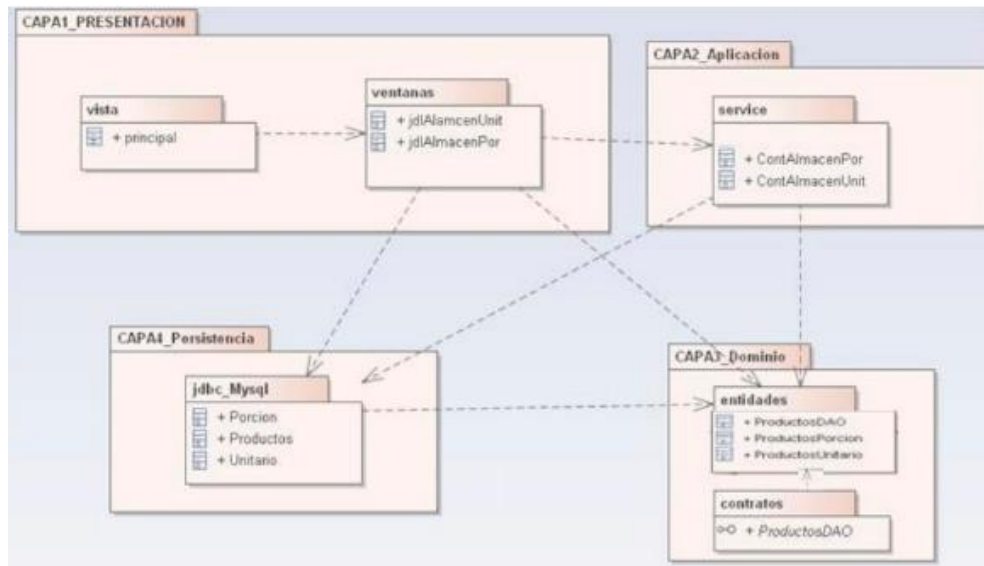 CAPA1_PRESENTACION
vista
+ principal
ventanas
+ jdlAlamcenUnit
+ jdlAlmacenPor
CAPA2_Aplicacion
service
+ ContAlmacenPor
+ ContAlmacenUnit
CAPA4_Persistencia
jdbc_Mysql
+ Porcion
+ Productos
+ Unitario
CAPA3_Dominio
entidades
+ ProductosDAO
+ ProductosPorcion
+ ProductosUnitario
contratos
+ ProductosDAO